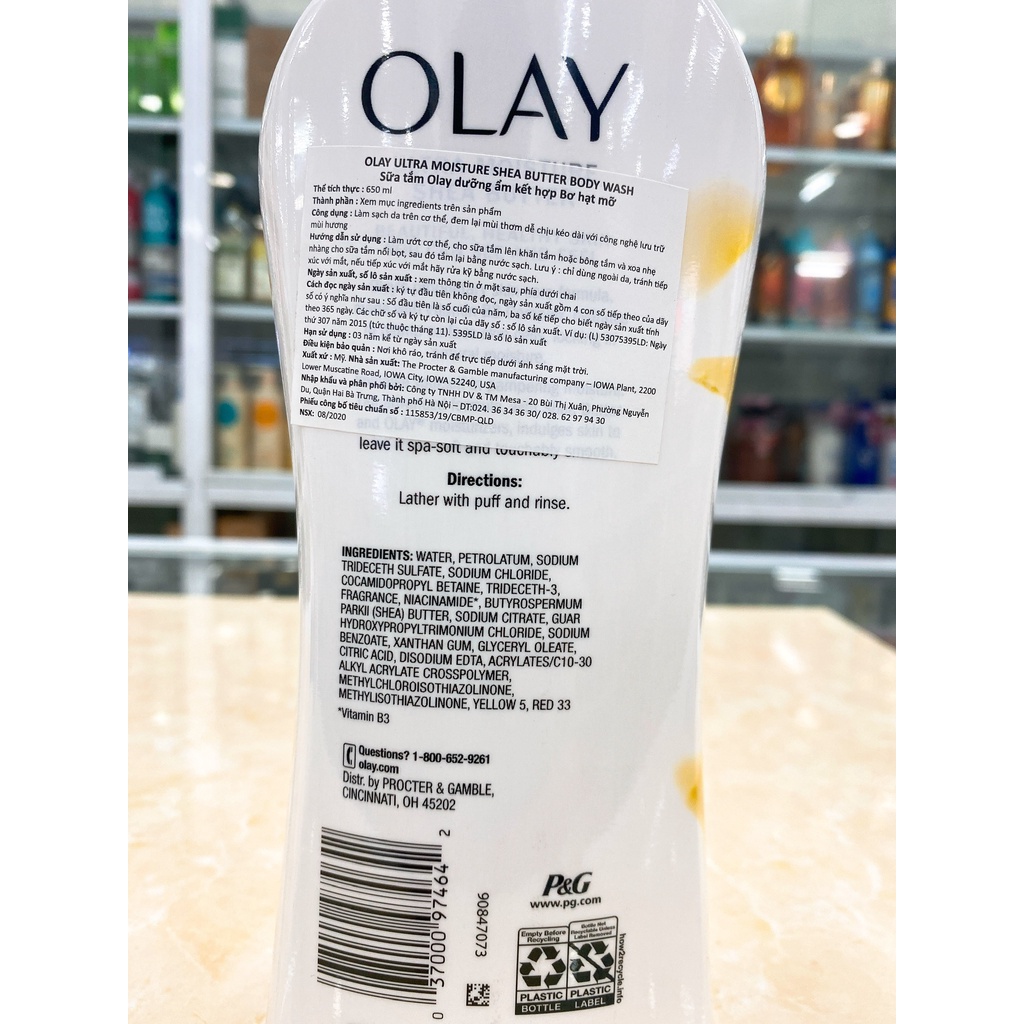 OLAY
OLAY ULTRA MOISTURE SHEA BUTTER BODY WASH
Sữa tắm Olay dưỡng ẩm kết hợp Bơ hạt mỡ
Thể tích thực : 650 ml
Thành phần : Xem mục ingredients trên sản phẩm
Công dụng : Làm sạch da trên cơ thể, đem lại mùi thơm dễ chịu kéo dài với công nghệ lưu trữ
mùi hương
Hướng dẫn sử dụng : Làm ướt cơ thể, cho sữa tắm lên khăn tắm hoặc bông tắm và xoa nhẹ
nhàng cho sữa tắm nổi bọt, sau đó tắm lại bằng nước sạch. Lưu ý : chỉ dùng ngoài da, tránh tiếp
xúc với mắt, nếu tiếp xúc với mắt hãy rửa kỹ bằng nước sạch.
Ngày sản xuất, số lô sản xuất : xem thông tin ở mặt sau, phía dưới chai
Cách đọc ngày sản xuất : ký tự đầu tiên không đọc, ngày sản xuất gồm 4 con số tiếp theo của dãy
số có ý nghĩa như sau : Số đầu tiên là số cuối của năm, ba số kế tiếp cho biết ngày sản xuất tính
theo 365 ngày. Các chữ số và ký tự còn lại của dãy số : số lô sản xuất. Ví dụ: (L) 53075395LD: Ngày
thứ 307 năm 2015 (tức thuộc tháng 11). 5395LD là số lô sản xuất
Hạn sử dụng : 03 năm kể từ ngày sản xuất
Điều kiện bảo quản : Nơi khô ráo, tránh để trực tiếp dưới ánh sáng mặt trời.
Xuất xứ : Mỹ. Nhà sản xuất: The Procter & Gamble manufacturing company – IOWA Plant, 2200
Lower Muscatine Road, IOWA City, IOWA 52240, USA
Nhập khẩu và phân phối bởi: Công ty TNHH DV & TM Mesa - 20 Bùi Thị Xuân, Phường Nguyễn
Du, Quận Hai Bà Trưng, Thành phố Hà Nội – DT:024. 36 34 36 30/ 028. 62 97 94 30
Phiếu công bố tiêu chuẩn số : 115853/19/CBMP-QLD
NSX: 08/2020
and OLAY® moisturizers, indulges skin to
leave it spa-soft and touchably smooth.
Directions:
Lather with puff and rinse.
INGREDIENTS: WATER, PETROLATUM, SODIUM
TRIDECETH SULFATE, SODIUM CHLORIDE,
COCAMIDOPROPYL BETAINE, TRIDECETH-3,
FRAGRANCE, NIACINAMIDE*, BUTYROSPERMUM
PARKII (SHEA) BUTTER, SODIUM CITRATE, GUAR
HYDROXYPROPYLTRIMONIUM CHLORIDE, SODIUM
BENZOATE, XANTHAN GUM, GLYCERYL OLEATE,
CITRIC ACID, DISODIUM EDTA, ACRYLATES/C10-30
ALKYL ACRYLATE CROSSPOLYMER,
METHYLCHLOROISOTHIAZOLINONE,
METHYLISOTHIAZOLINONE, YELLOW 5, RED 33
*Vitamin B3
Questions? 1-800-652-9261
olay.com
Distr. by PROCTER & GAMBLE,
CINCINNATI, OH 45202
0 37000 97464 2
90847073
P&G
www.pg.com
Empty Before
Recycling
PLASTIC
BOTTLE
Bottle Not
Recyclable Unless
Label Removed
PLASTIC
LABEL
how2recycle.info